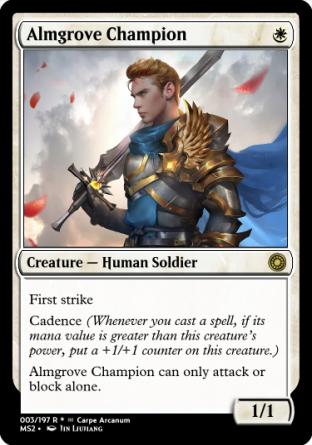 Almgrove Champion
Creature — Human Soldier
First strike
Cadence (Whenever you cast a spell, if its
mana value is greater than this creature's
power, put a +1/+1 counter on this creature.)
Almgrove Champion can only attack or
block alone.
1/1
003/197 R * ∞ Carpe Arcanum
MS2 • Jin Liujiang